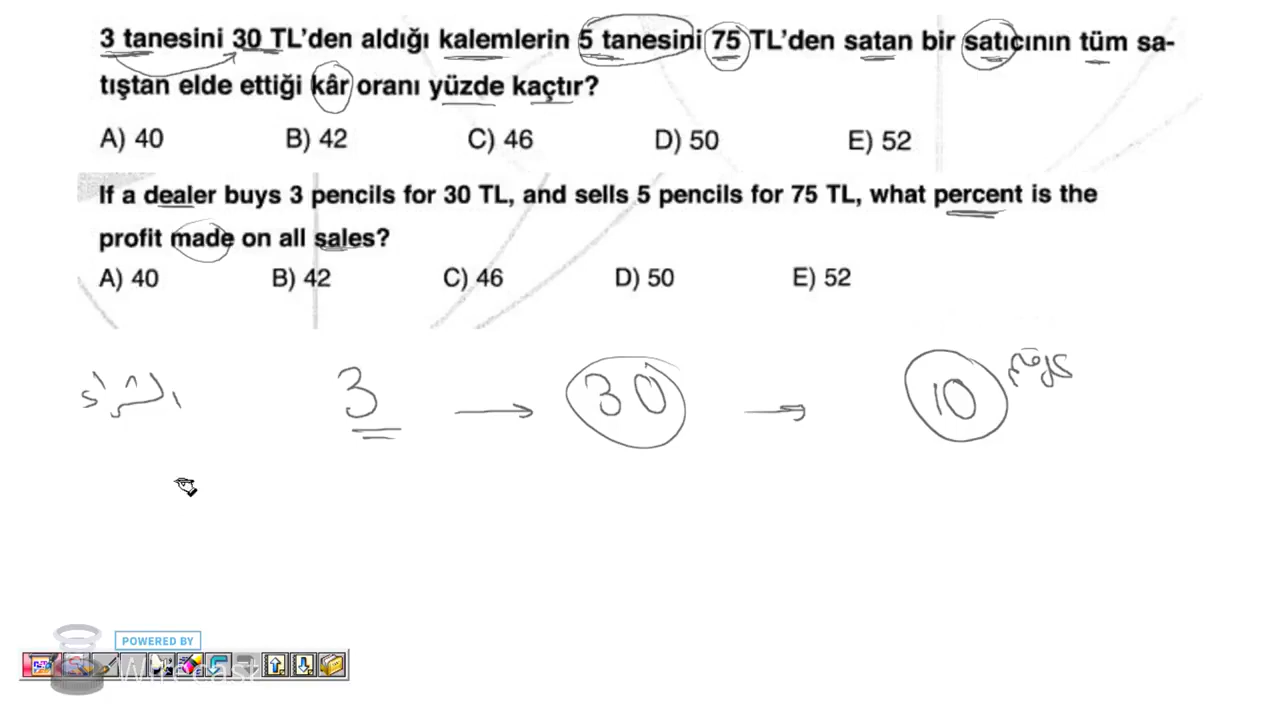 3 tanesini 30 TL'den aldığı kalemlerin 5 tanesini 75 TL'den satan bir satıcının tüm sa-
tıştan elde ettiği kâr oranı yüzde kaçtır?
A) 40 B) 42 C) 46 D) 50 E) 52
If a dealer buys 3 pencils for 30 TL, and sells 5 pencils for 75 TL, what percent is the
profit made on all sales?
A) 40 B) 42 C) 46 D) 50 E) 52
الشراء 3 → 30 → 10
POWERED BY
Wirecast